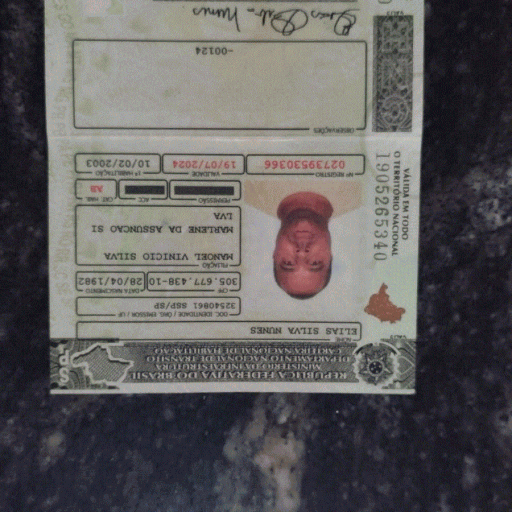 REPÚBLICA FEDERATIVA DO BRASIL
MINISTÉRIO DA INFRAESTRUTURA
DEPARTAMENTO NACIONAL DE TRÂNSITO
CARTEIRA NACIONAL DE HABILITAÇÃO
NOME
ELIAS SILVA NUNES
DOC. IDENTIDADE / ÓRG. EMISSOR / UF
32540861 SSP/SP
CPF
DATA NASCIMENTO
305.677.438-10
28/04/1982
FILIAÇÃO
MANOEL VINICIO SILVA
MARLENE DA ASSUNCAO SI
LVA
PERMISSÃO
ACC
CAT. HAB.
AB
Nº REGISTRO
VALIDADE
1ª HABILITAÇÃO
02739530366
19/07/2024
10/02/2003
VÁLIDA EM TODO
O TERRITÓRIO NACIONAL
1905265340
OBSERVAÇÕES
-00124